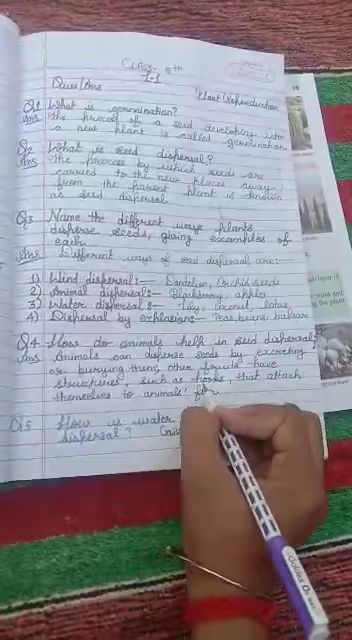 Class- 5th
L-1
Ques/Ans
Plant Reproduction
Q1 What is germination?
Ans The process of a seed developing into
a new plant is called germination.
Q2 What is seed dispersal?
Ans The process by which seeds are
carried to the new places away
from the parent plant is known
as seed dispersal.
Q3 Name the different ways plants
disperse seeds, giving excamples of
each.
Ans Different ways of seed dispersal are:-
1) Wind dispersal:- Dandelion, Orchid seeds
2) Animal dispersal:- Blackberry, apples
3) Water dispersal:- Lily, coconut, lotus
4) Dispersal by explosion:- Peas, beans, balsam
Q4 How do animals help in seed dispersal?
Ans Animals can disperse seeds by excreting
or burying them, other fruits have
structures, such as hooks, that attach
themselves to animals' fur
Q5 How is water
dispersal?